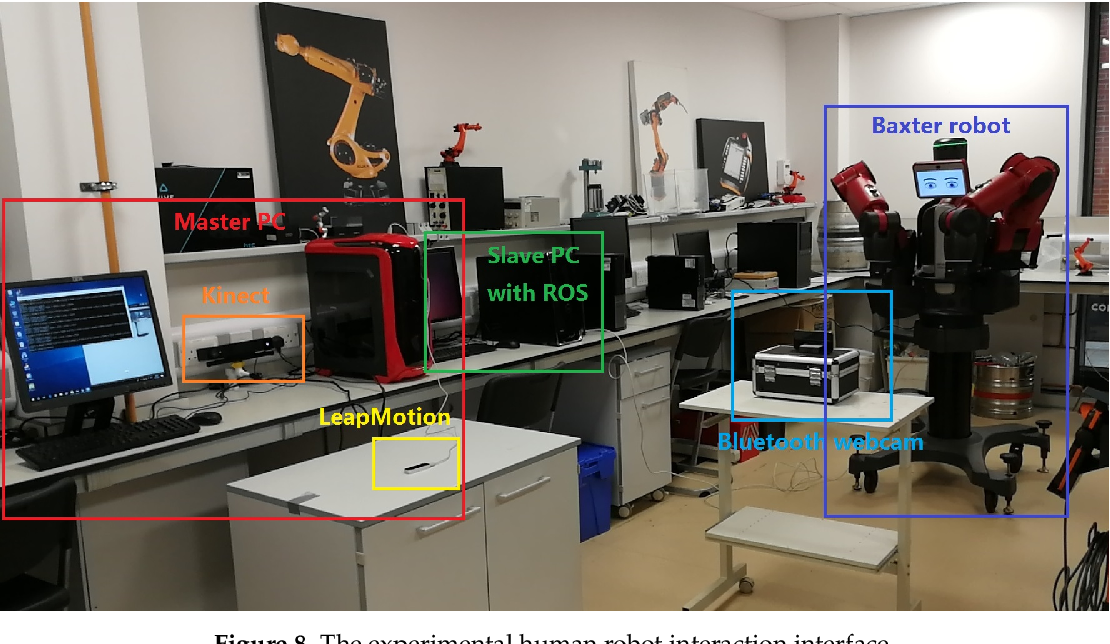 Baxter robot
Master PC
Slave PC
with ROS
Kinect
LeapMotion
Bluetooth webcam
Figure 8. The experimental human robot interaction interface